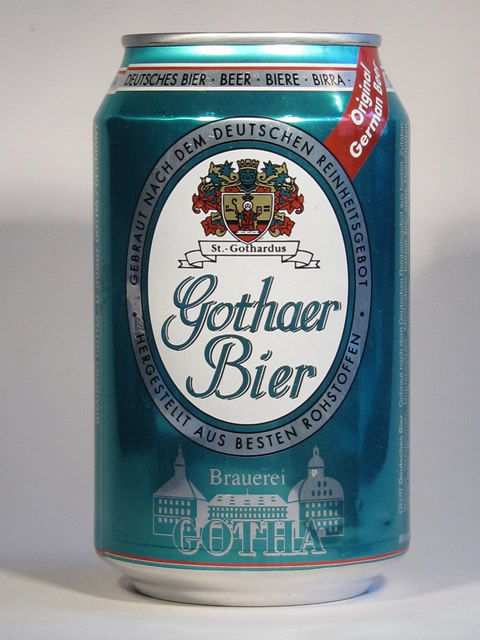 DEUTSCHES BIER · BEER · BIERE · BIRRA ·
Original
German Beer
GEBRAUT NACH DEM DEUTSCHEN REINHEITSGEBOT
St.-Gothardus
Gothaer
Bier
HERGESTELLT AUS BESTEN ROHSTOFFEN
Brauerei
GOTHA